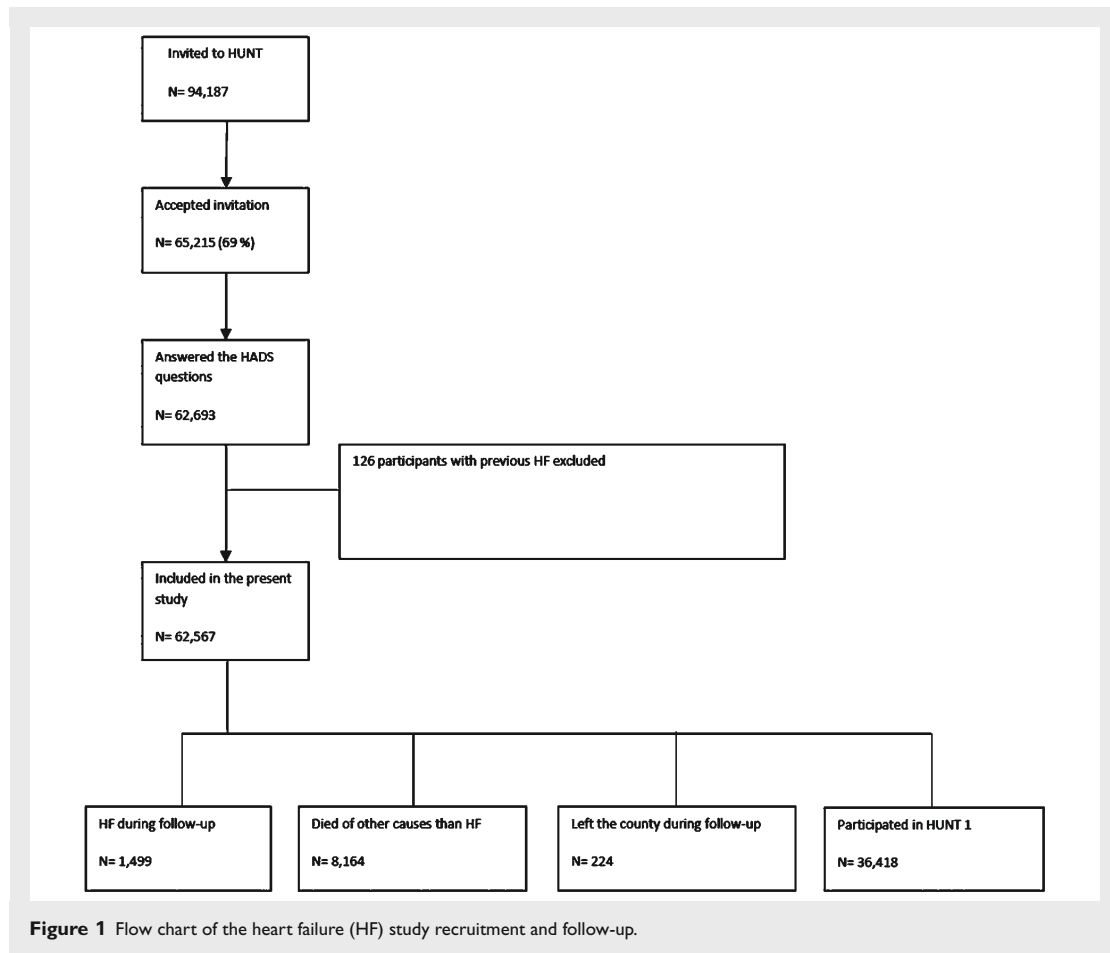 Invited to HUNT
N= 94,187
Accepted invitation
N= 65,215 (69 %)
Answered the HADS
questions
N= 62,693
126 participants with previous HF excluded
Included in the present
study
N= 62,567
HF during follow-up
N= 1,499
Died of other causes than HF
N= 8,164
Left the county during follow-up
N= 224
Participated in HUNT 1
N= 36,418
Figure 1 Flow chart of the heart failure (HF) study recruitment and follow-up.